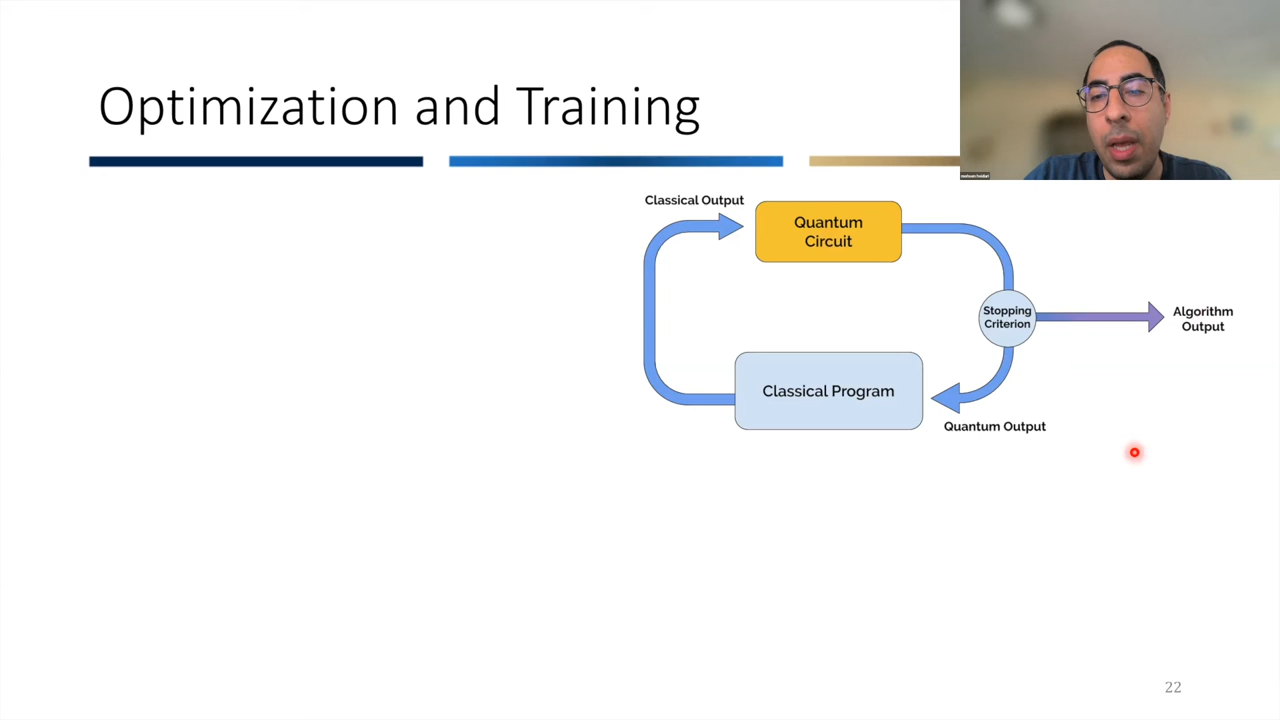 Optimization and Training
Classical Output
Quantum
Circuit
Stopping
Criterion
Algorithm
Output
Classical Program
Quantum Output
22